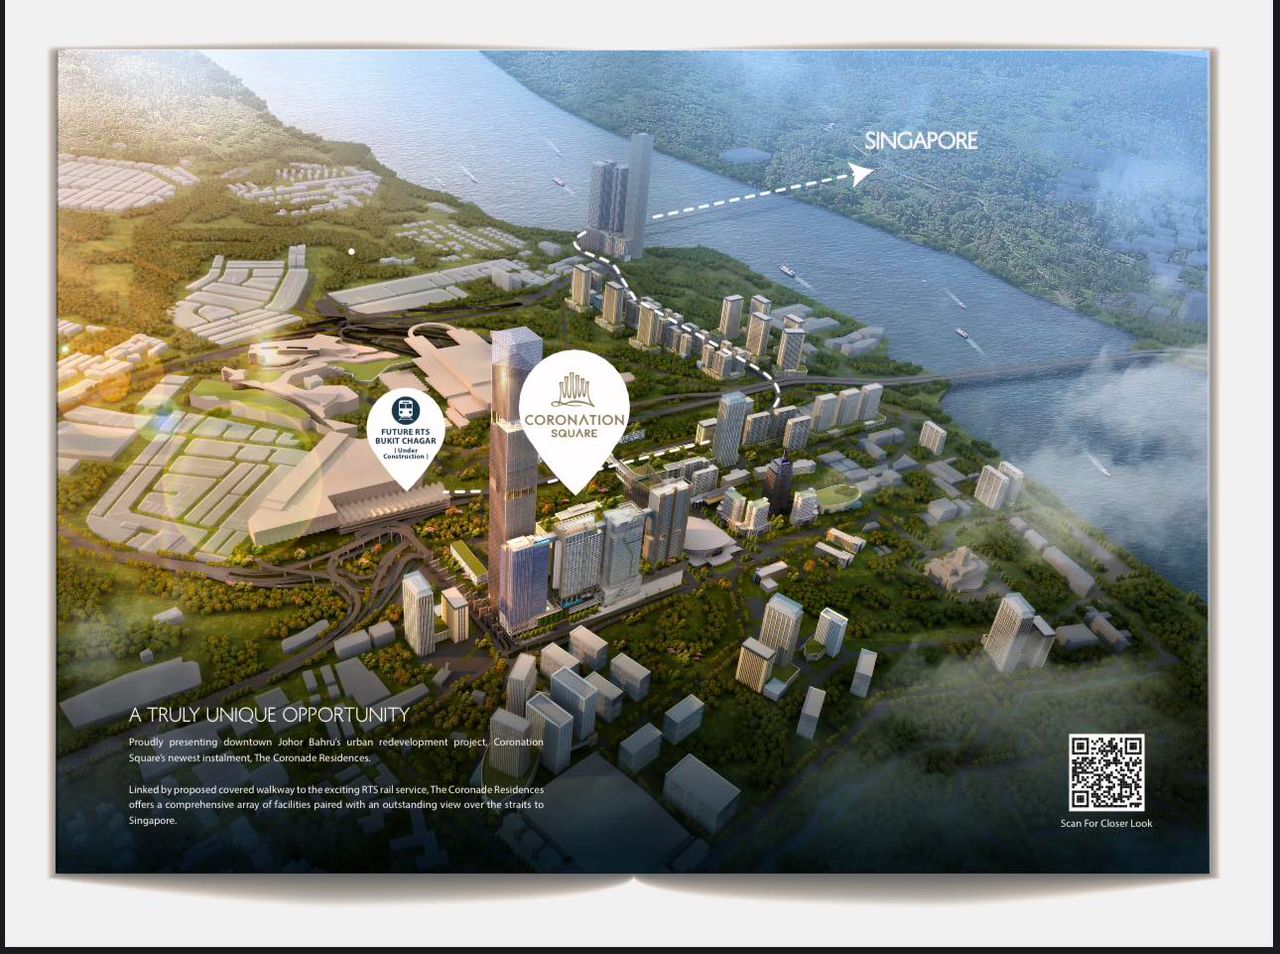 SINGAPORE
FUTURE RTS
BUKIT CHAGAR
( Under
Construction )
CORONATION
SQUARE
A TRULY UNIQUE OPPORTUNITY
Proudly presenting downtown Johor Bahru's urban redevelopment project, Coronation
Square's newest instalment, The Coronade Residences.
Linked by proposed covered walkway to the exciting RTS rail service, The Coronade Residences
offers a comprehensive array of facilities paired with an outstanding view over the straits to
Singapore.
Scan For Closer Look